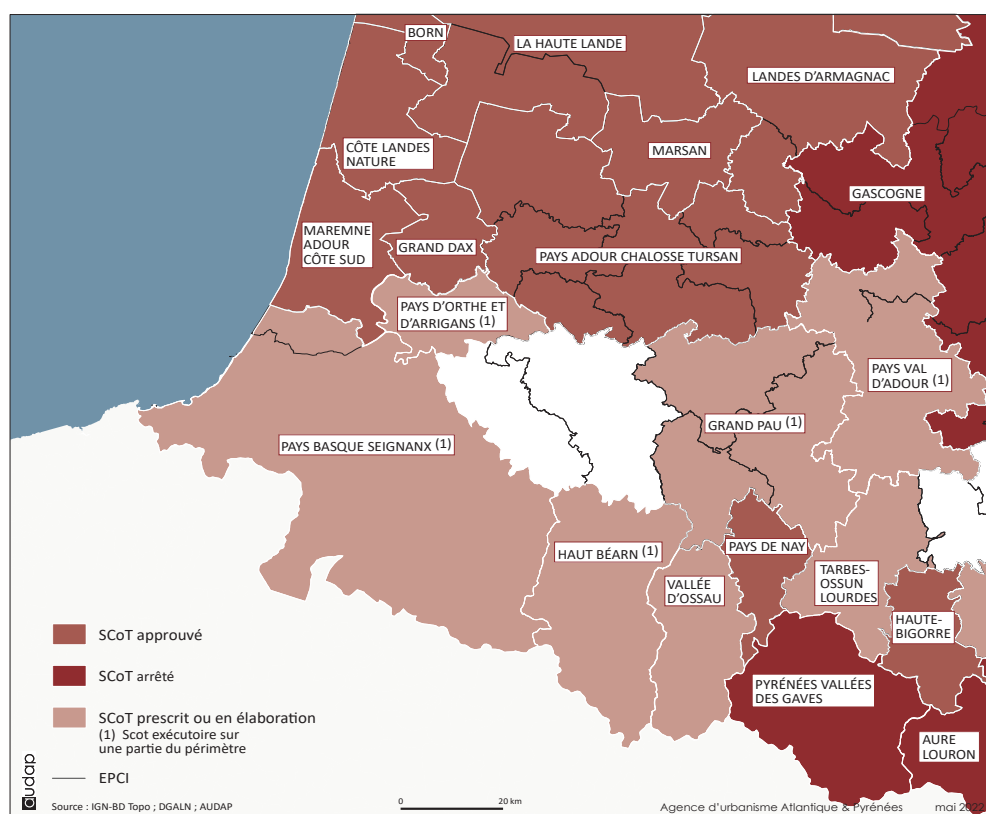 BORN
LA HAUTE LANDE
LANDES D'ARMAGNAC
CÔTE LANDES
NATURE
MARSAN
GASCOGNE
MAREMNE
ADOUR
CÔTE SUD
GRAND DAX
PAYS ADOUR CHALOSSE TURSAN
PAYS D'ORTHE ET
D'ARRIGANS (1)
PAYS VAL
D'ADOUR (1)
GRAND PAU (1)
PAYS BASQUE SEIGNANX (1)
HAUT BÉARN (1)
PAYS DE NAY
VALLÉE
D'OSSAU
TARBES-
OSSUN
LOURDES
HAUTE-
BIGORRE
PYRÉNÉES VALLÉES
DES GAVES
AURE
LOURON
SCoT approuvé
SCoT arrêté
SCoT prescrit ou en élaboration
(1) Scot exécutoire sur
une partie du périmètre
EPCI
audap
Source : IGN-BD Topo ; DGALN ; AUDAP
0 20 km
Agence d'urbanisme Atlantique & Pyrénées mai 2022